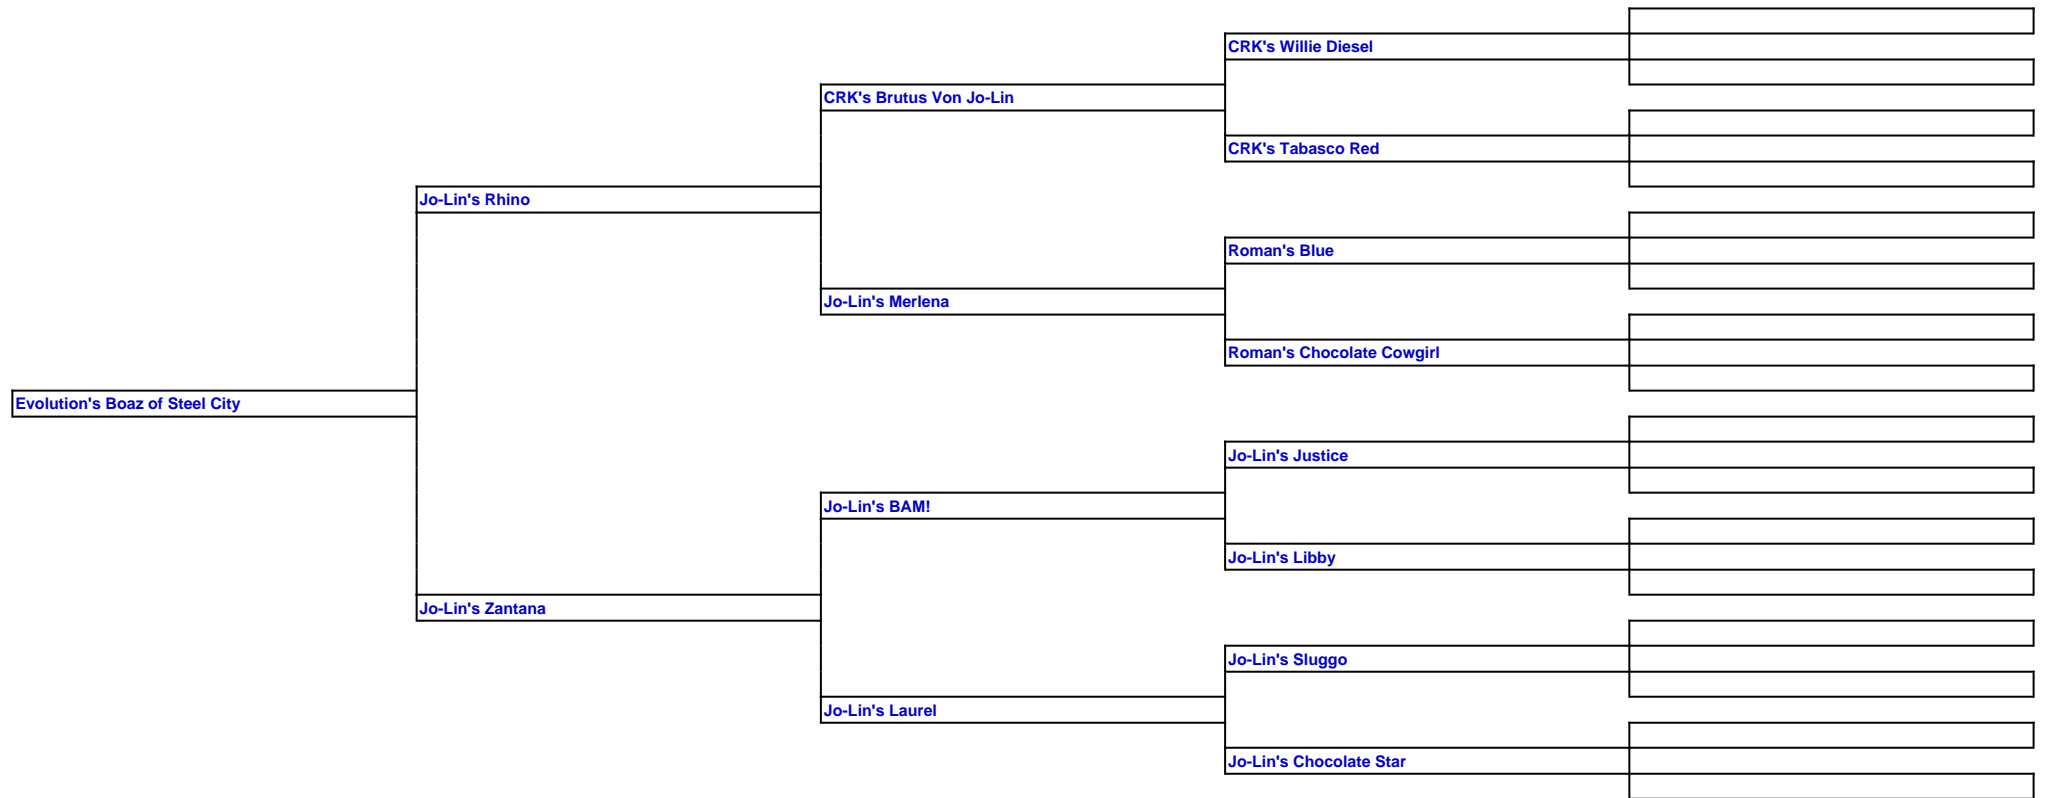 CRK's Willie Diesel
CRK's Brutus Von Jo-Lin
CRK's Tabasco Red
Jo-Lin's Rhino
Roman's Blue
Jo-Lin's Merlena
Roman's Chocolate Cowgirl
Evolution's Boaz of Steel City
Jo-Lin's Justice
Jo-Lin's BAM!
Jo-Lin's Libby
Jo-Lin's Zantana
Jo-Lin's Sluggo
Jo-Lin's Laurel
Jo-Lin's Chocolate Star